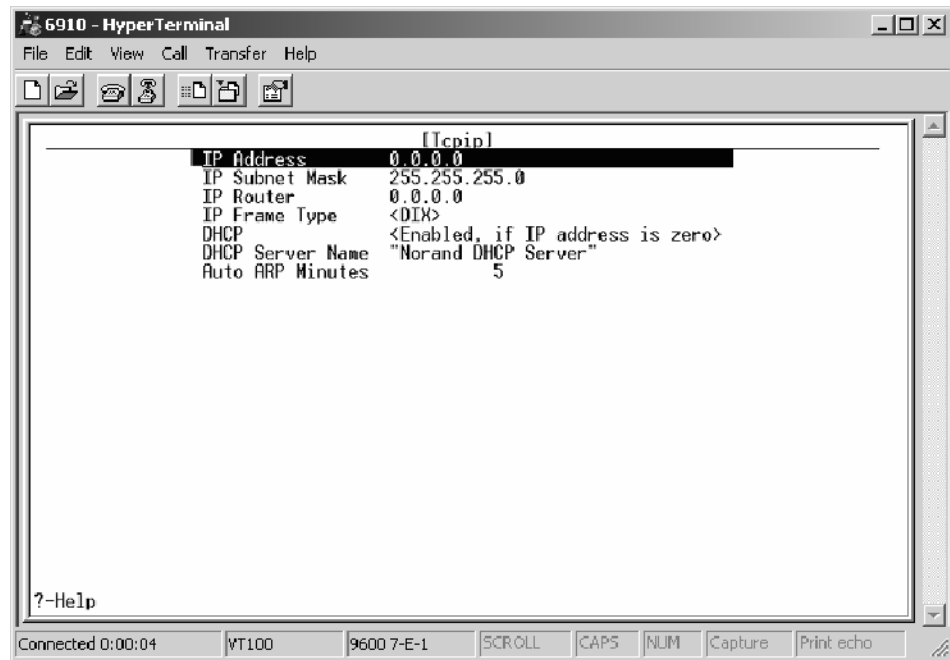 6910 - HyperTerminal
File Edit View Call Transfer Help
[Tcpip]
IP Address 0.0.0.0
IP Subnet Mask 255.255.255.0
IP Router 0.0.0.0
IP Frame Type <DIX>
DHCP <Enabled, if IP address is zero>
DHCP Server Name "Norand DHCP Server"
Auto ARP Minutes 5
?-Help
Connected 0:00:04 VT100 9600 7-E-1 SCROLL CAPS NUM Capture Print echo